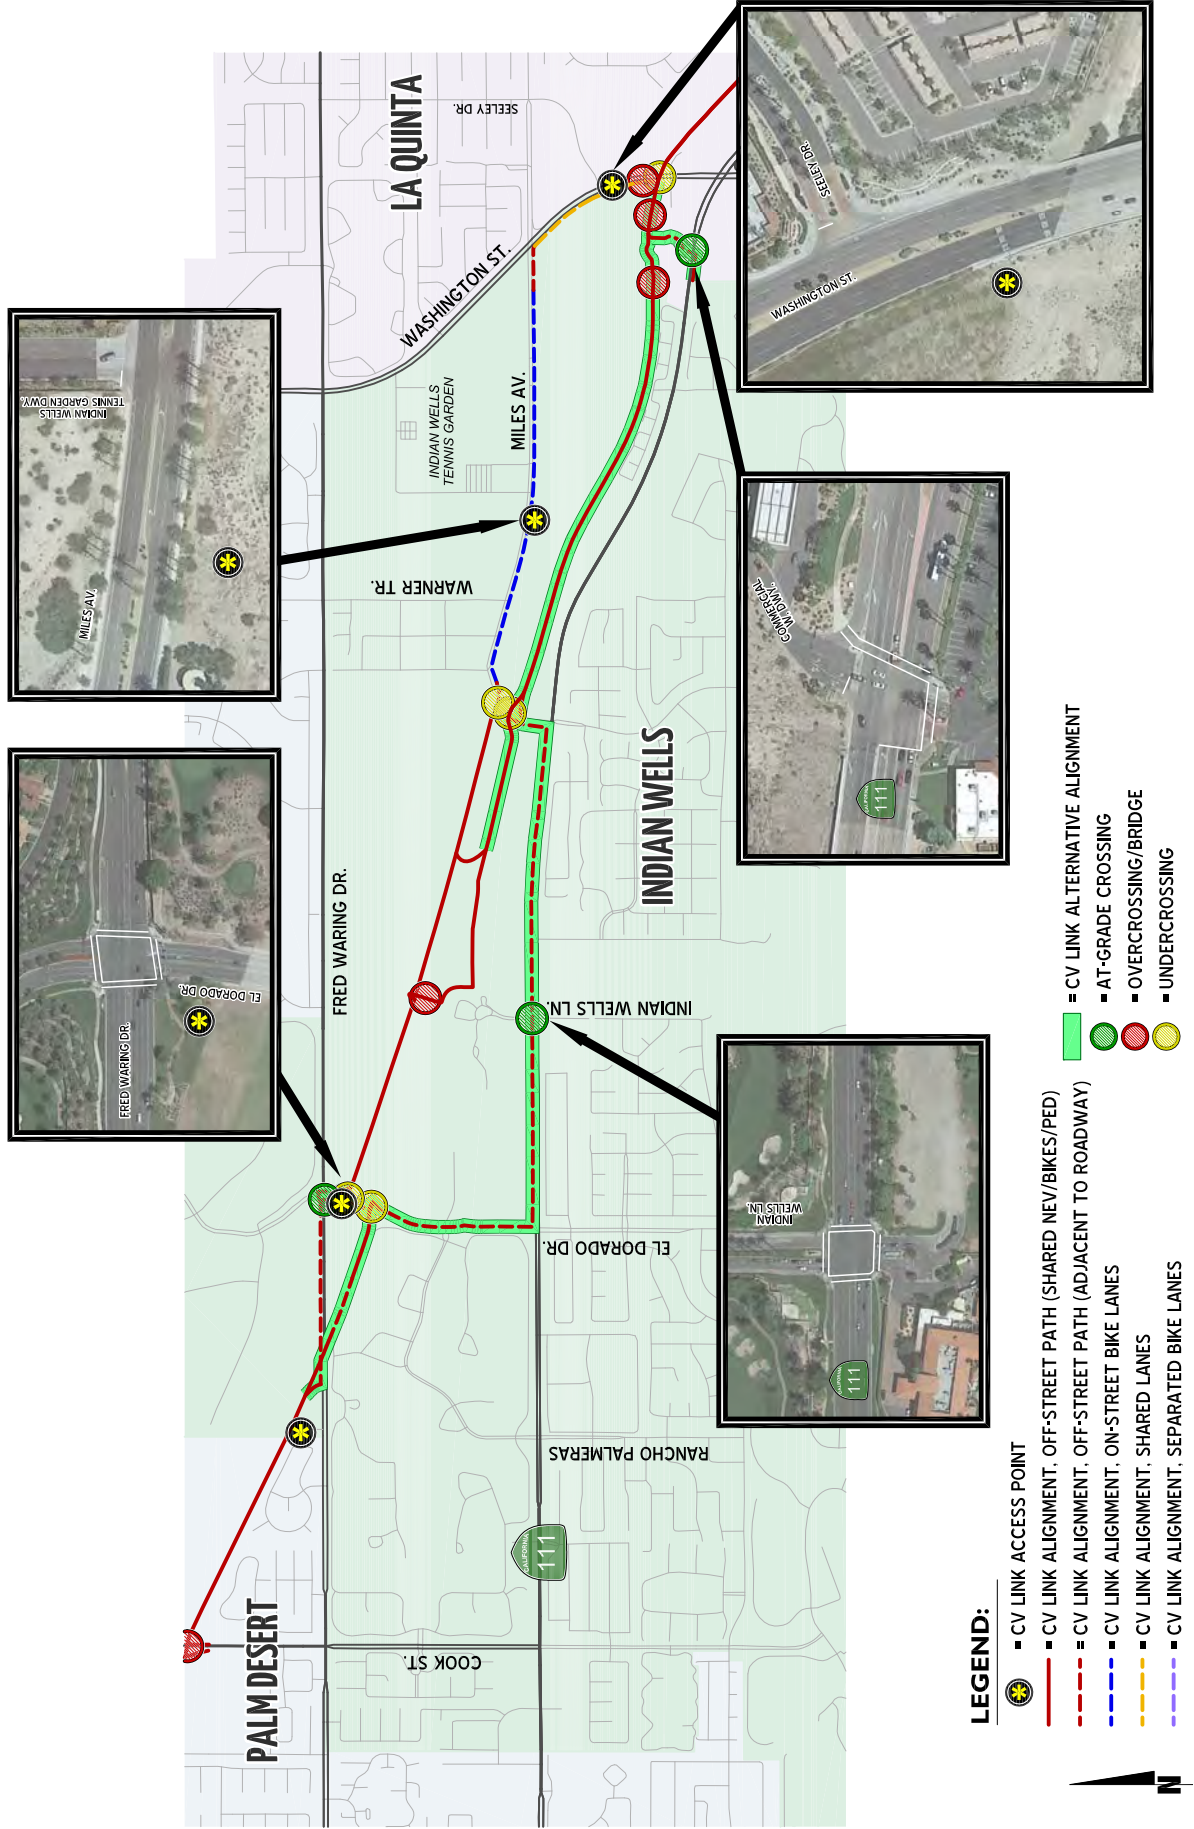 PALM DESERT
COOK ST.
CALIFORNIA
111
RANCHO PALMERAS
FRED WARING DR.
EL DORADO DR.
INDIAN WELLS LN.
INDIAN WELLS
WARNER TR.
INDIAN WELLS
TENNIS GARDEN
MILES AV.
WASHINGTON ST.
LA QUINTA
SEELEY DR.
FRED WARING DR.
EL DORADO DR.
MILES AV.
INDIAN WELLS
TENNIS GARDEN DWY.
INDIAN
WELLS LN.
CALIFORNIA
111
COMMERCIAL
W. DWY.
CALIFORNIA
111
WASHINGTON ST.
SEELEY DR.
LEGEND:
= CV LINK ACCESS POINT
= CV LINK ALIGNMENT, OFF-STREET PATH (SHARED NEV/BIKES/PED)
= CV LINK ALIGNMENT, OFF-STREET PATH (ADJACENT TO ROADWAY)
= CV LINK ALIGNMENT, ON-STREET BIKE LANES
= CV LINK ALIGNMENT, SHARED LANES
= CV LINK ALIGNMENT, SEPARATED BIKE LANES
= CV LINK ALTERNATIVE ALIGNMENT
= AT-GRADE CROSSING
= OVERCROSSING/BRIDGE
= UNDERCROSSING
N